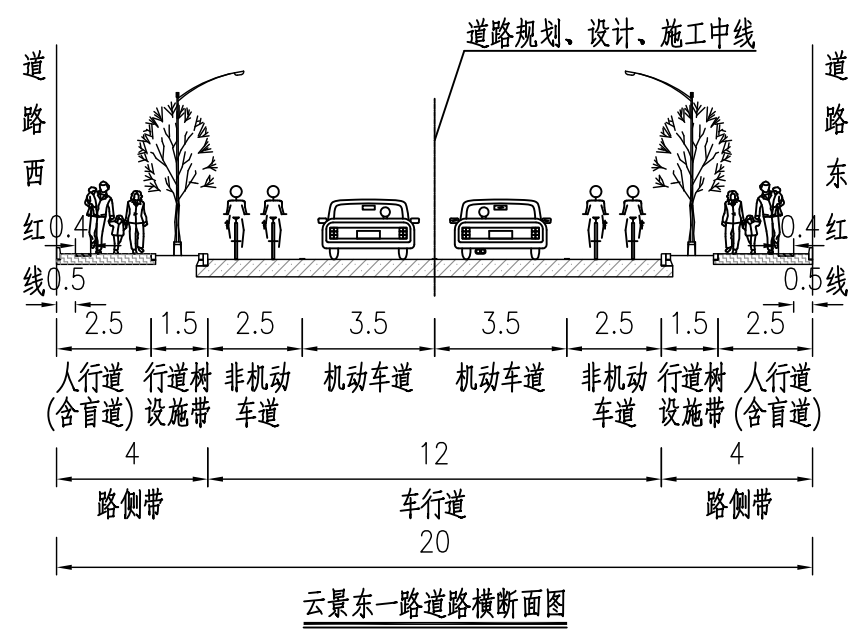 道路规划、设计、施工中线
道路西红线
道路东红线
0.4
0.4
0.5
0.5
2.5 1.5 2.5 3.5 3.5 2.5 1.5 2.5
人行道 行道树 非机动 机动车道 机动车道 非机动 行道树 人行道
(含盲道) 设施带 车道 车道 设施带 (含盲道)
4 12 4
路侧带 车行道 路侧带
20
云景东一路道路横断面图